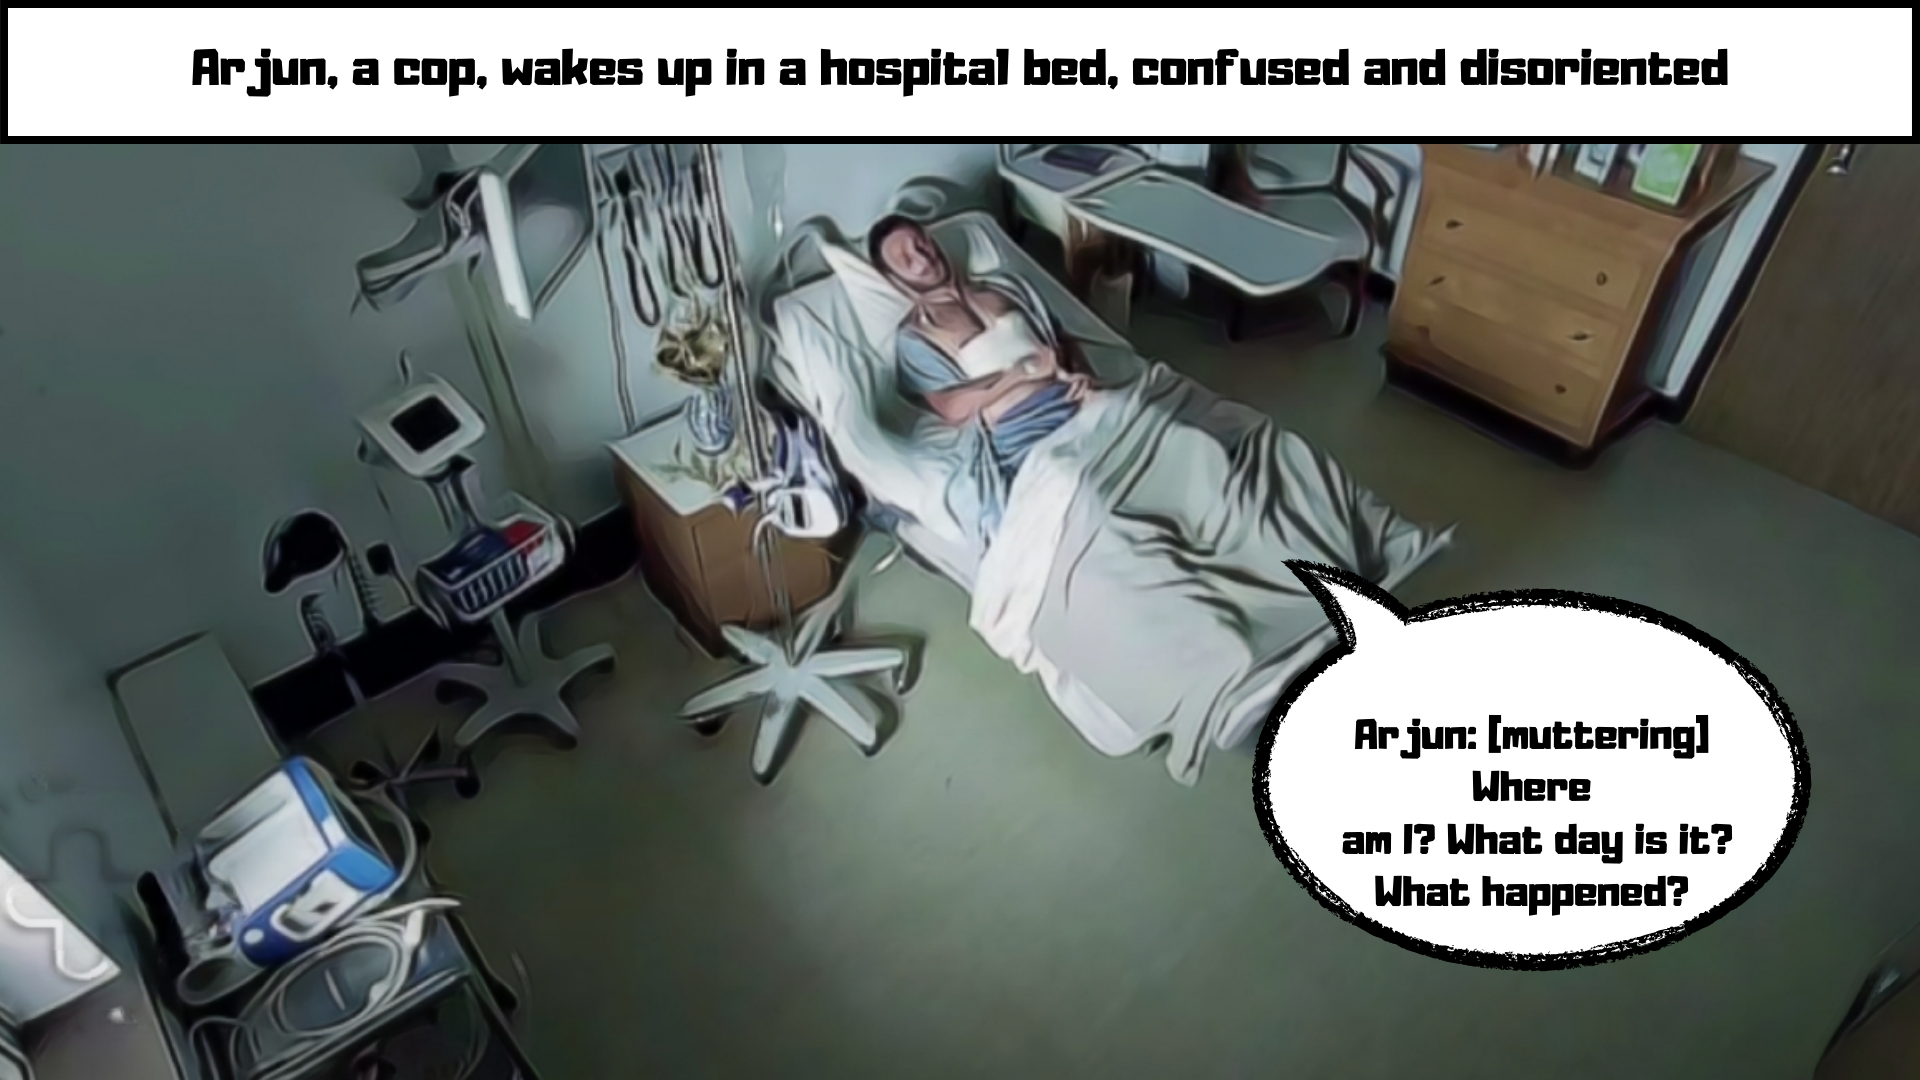 Arjun, a cop, wakes up in a hospital bed, confused and disoriented
Arjun: [muttering]
Where
am I? What day is it?
What happened?